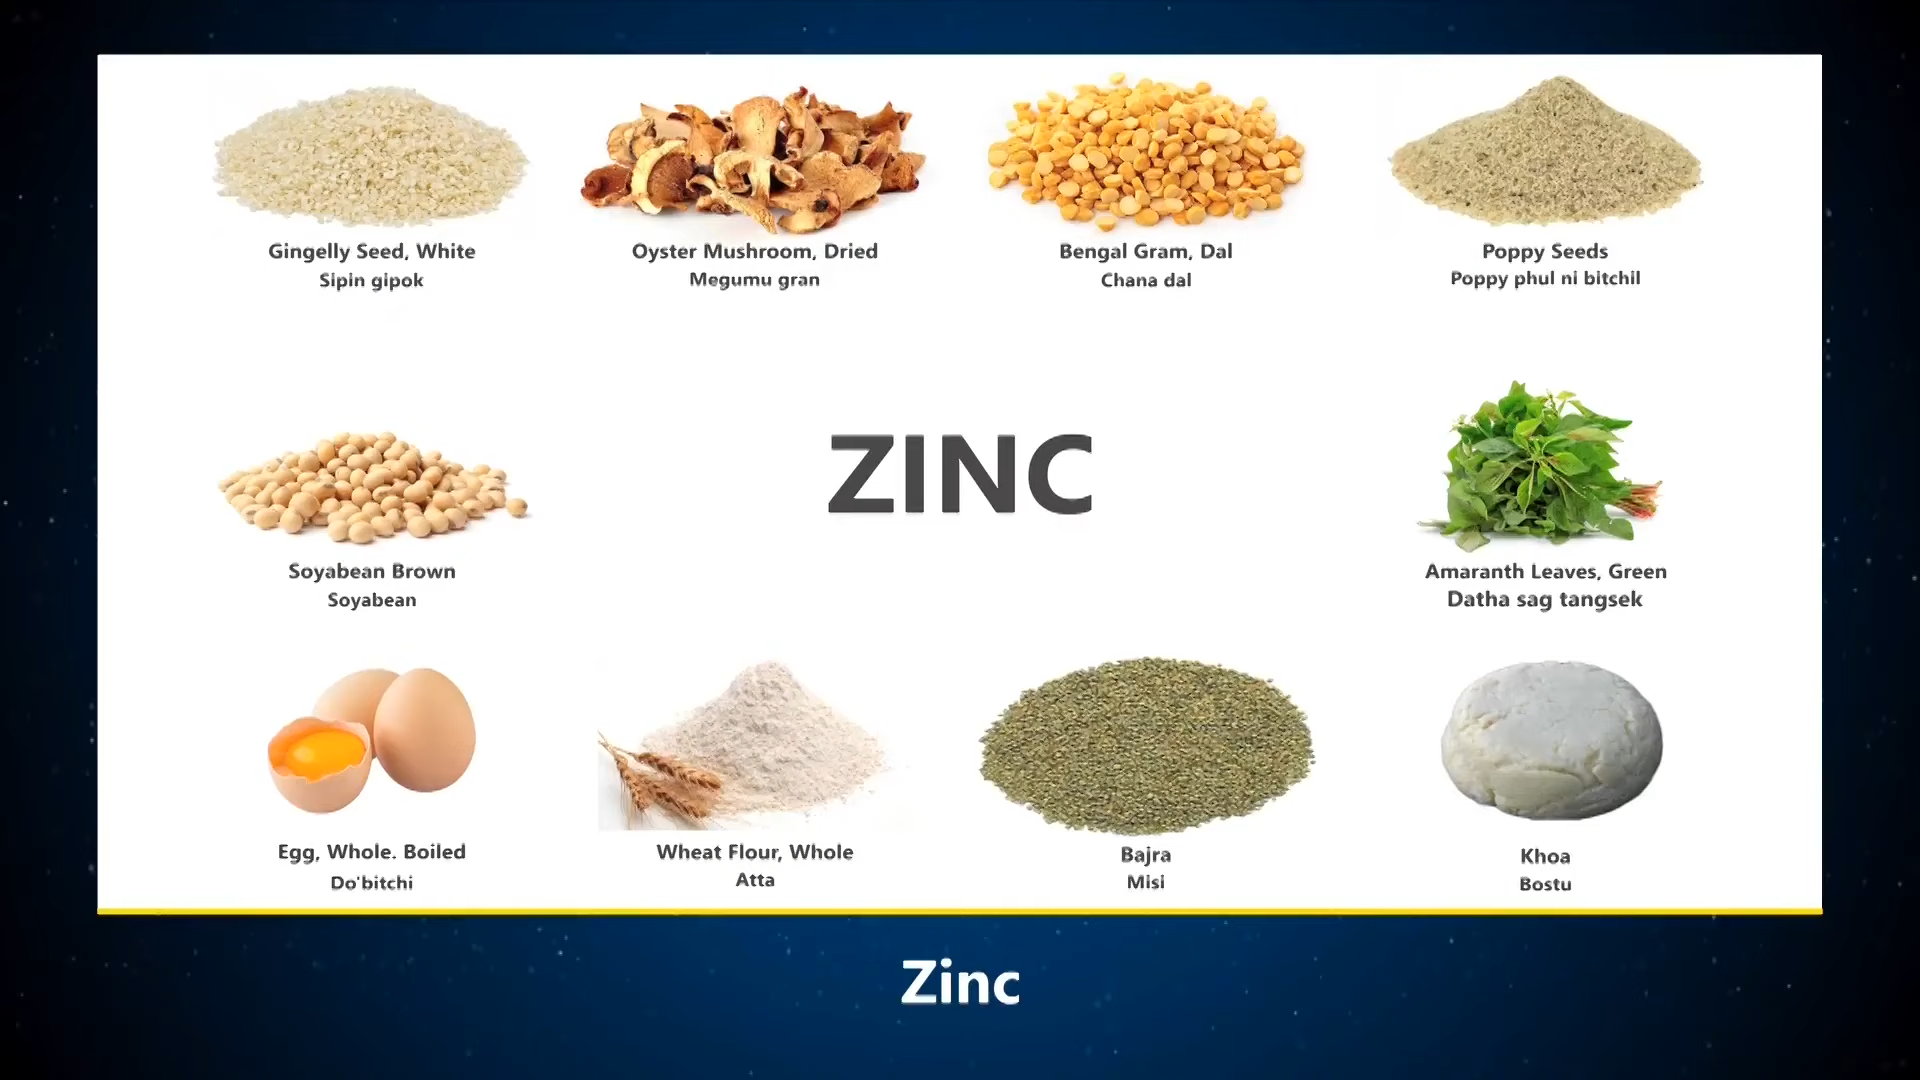 Gingelly Seed, White
Sipin gipok
Oyster Mushroom, Dried
Megumu gran
Bengal Gram, Dal
Chana dal
Poppy Seeds
Poppy phul ni bitchil
ZINC
Soyabean Brown
Soyabean
Amaranth Leaves, Green
Datha sag tangsek
Egg, Whole. Boiled
Do'bitchi
Wheat Flour, Whole
Atta
Bajra
Misi
Khoa
Bostu
Zinc